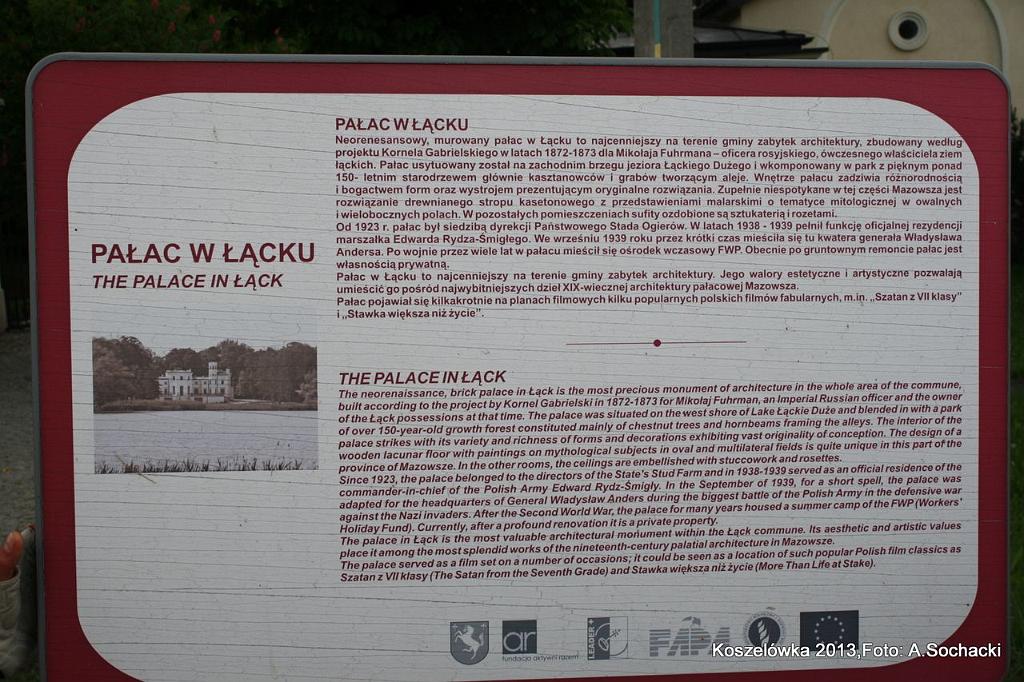 PAŁAC W ŁĄCKU
THE PALACE IN ŁĄCK
PAŁAC W ŁĄCKU
Neorenesansowy, murowany pałac w Łącku to najcenniejszy na terenie gminy zabytek architektury, zbudowany według
projektu Kornela Gabrielskiego w latach 1872-1873 dla Mikołaja Fuhrmana – oficera rosyjskiego, ówczesnego właściciela ziem
łąckich. Pałac usytuowany został na zachodnim brzegu jeziora Łąckiego Dużego i wkomponowany w park z pięknym ponad
150- letnim starodrzewem głównie kasztanowców i grabów tworzącym aleje. Wnętrze pałacu zadziwia różnorodnością
i bogactwem form oraz wystrojem prezentującym oryginalne rozwiązania. Zupełnie niespotykane w tej części Mazowsza jest
rozwiązanie drewnianego stropu kasetonowego z przedstawieniami malarskimi o tematyce mitologicznej w owalnych
i wielobocznych polach. W pozostałych pomieszczeniach sufity ozdobione są sztukaterią i rozetami.
Od 1923 r. pałac był siedzibą dyrekcji Państwowego Stada Ogierów. W latach 1938 - 1939 pełnił funkcję oficjalnej rezydencji
marszałka Edwarda Rydza-Śmigłego. We wrześniu 1939 roku przez krótki czas mieściła się tu kwatera generała Władysława
Andersa. Po wojnie przez wiele lat w pałacu mieścił się ośrodek wczasowy FWP. Obecnie po gruntownym remoncie pałac jest
własnością prywatną.
Pałac w Łącku to najcenniejszy na terenie gminy zabytek architektury. Jego walory estetyczne i artystyczne pozwalają
umieścić go pośród najwybitniejszych dzieł XIX-wiecznej architektury pałacowej Mazowsza.
Pałac pojawiał się kilkakrotnie na planach filmowych kilku popularnych polskich filmów fabularnych, m.in. „Szatan z VII klasy"
i „Stawka większa niż życie".
THE PALACE IN ŁĄCK
The neorenaissance, brick palace in Łąck is the most precious monument of architecture in the whole area of the commune,
built according to the project by Kornel Gabrielski in 1872-1873 for Mikołaj Fuhrman, an Imperial Russian officer and the owner
of the Łąck possessions at that time. The palace was situated on the west shore of Lake Łąckie Duże and blended in with a park
of over 150-year-old growth forest constituted mainly of chestnut trees and hornbeams framing the alleys. The interior of the
palace strikes with its variety and richness of forms and decorations exhibiting vast originality of conception. The design of a
wooden lacunar floor with paintings on mythological subjects in oval and multilateral fields is quite unique in this part of the
province of Mazowsze. In the other rooms, the ceilings are embellished with stuccowork and rosettes.
Since 1923, the palace belonged to the directors of the State's Stud Farm and in 1938-1939 served as an official residence of the
commander-in-chief of the Polish Army Edward Rydz-Śmigły. In the September of 1939, for a short spell, the palace was
adapted for the headquarters of General Władysław Anders during the biggest battle of the Polish Army in the defensive war
against the Nazi invaders. After the Second World War, the palace for many years housed a summer camp of the FWP (Workers'
Holiday Fund). Currently, after a profound renovation it is a private property.
The palace in Łąck is the most valuable architectural monument within the Łąck commune. Its aesthetic and artistic values
place it among the most splendid works of the nineteenth-century palatial architecture in Mazowsze.
The palace served as a film set on a number of occasions; it could be seen as a location of such popular Polish film classics as
Szatan z VII klasy (The Satan from the Seventh Grade) and Stawka większa niż życie (More Than Life at Stake).
ar
fundacja aktywni razem
LEADER+
Koszelówka 2013,Foto: A.Sochacki